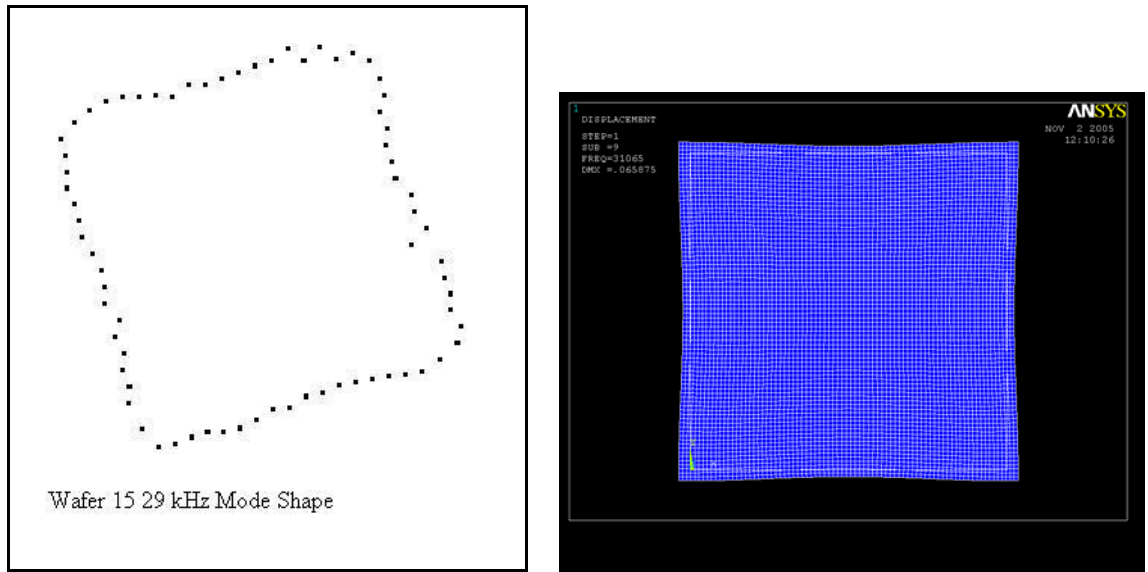 Wafer 15 29 kHz Mode Shape
1
DISPLACEMENT
STEP=1
SUB =9
FREQ=31065
DMX =.065875
ANSYS
NOV 2 2005
12:10:26